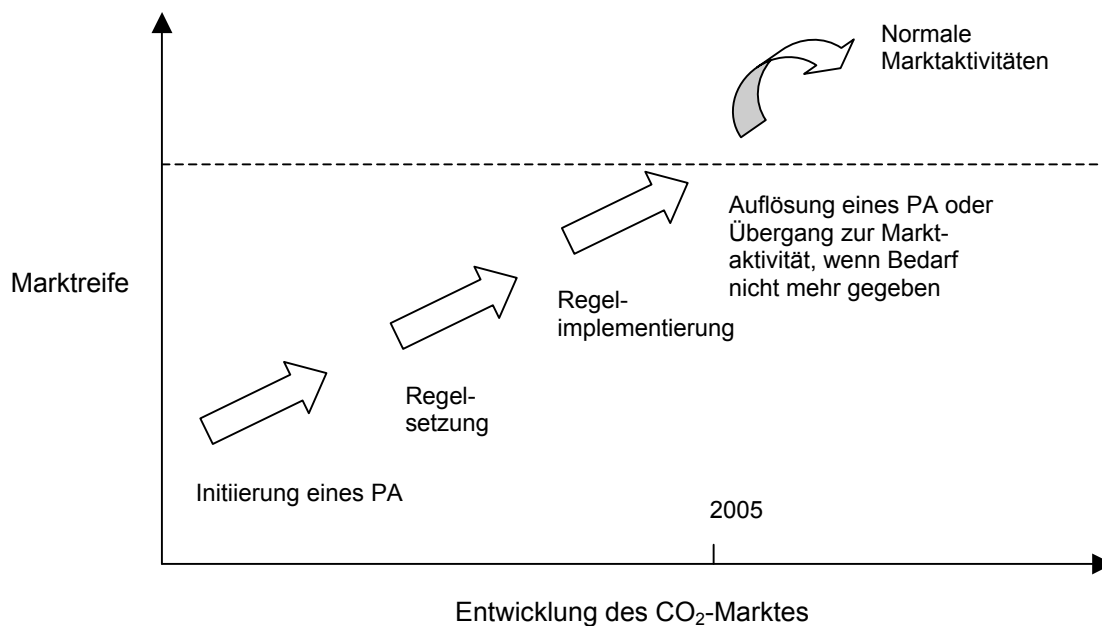 Normale
Marktaktivitäten
Auflösung eines PA oder
Übergang zur Markt-
aktivität, wenn Bedarf
nicht mehr gegeben
Marktreife
Regel-
implementierung
Regel-
setzung
Initiierung eines PA
2005
Entwicklung des CO₂-Marktes